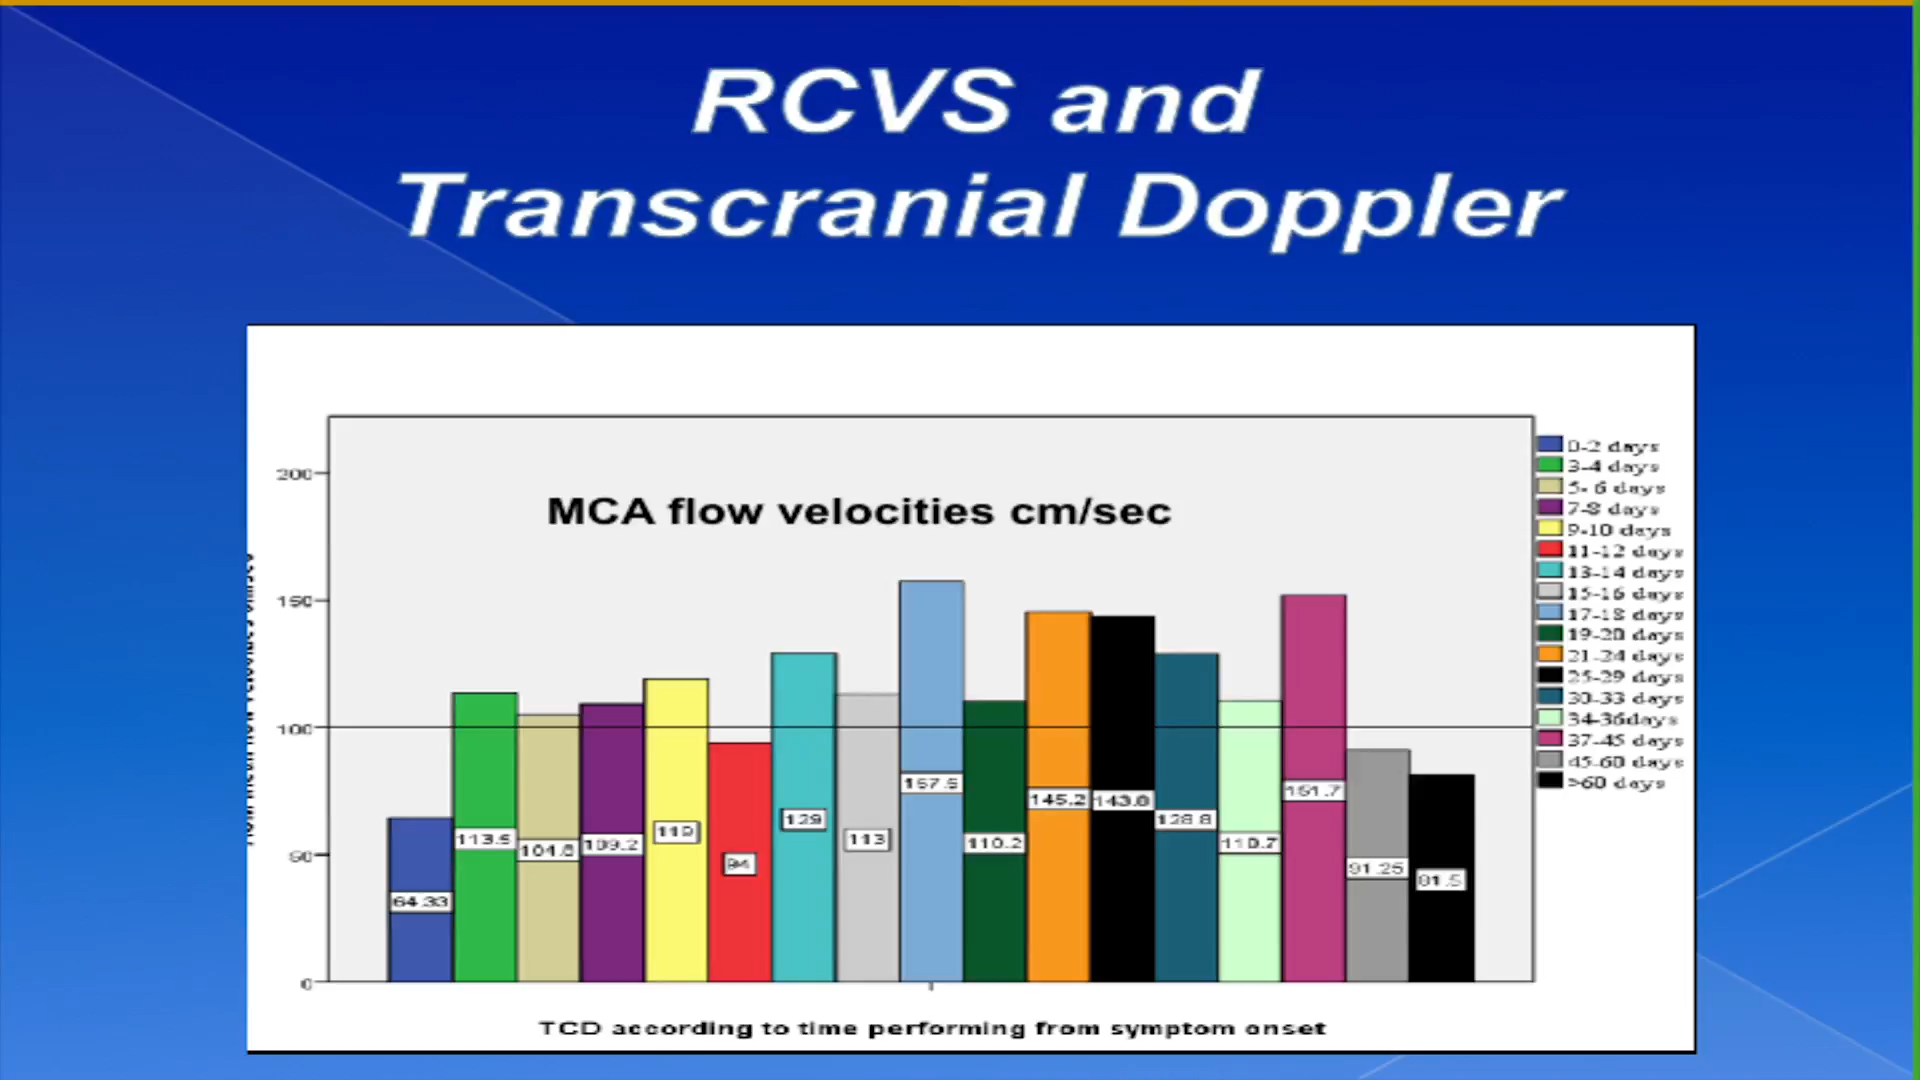 RCVS and
Transcranial Doppler
MCA flow velocities cm/sec
200
150
100
50
0
64.33
113.5
104.8
109.2
119
94
129
113
157.5
110.2
145.2
143.8
128.8
110.7
151.7
91.25
81.5
0-2 days
3-4 days
5- 6 days
7-8 days
9-10 days
11-12 days
13-14 days
15-16 days
17-18 days
19-20 days
21-24 days
25-29 days
30-33 days
34-36days
37-45 days
45-60 days
>60 days
TCD according to time performing from symptom onset